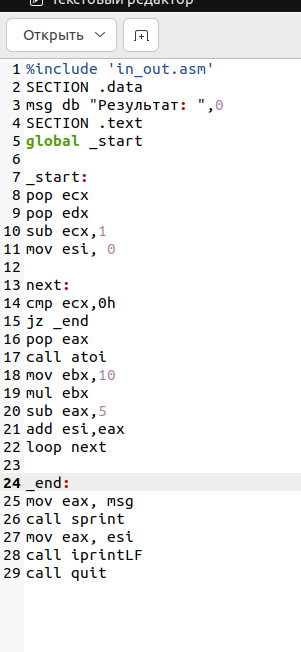 Текстовый редактор
Открыть
1 %include 'in_out.asm'
2 SECTION .data
3 msg db "Результат: ",0
4 SECTION .text
5 global _start
6
7 _start:
8 pop ecx
9 pop edx
10 sub ecx,1
11 mov esi, 0
12
13 next:
14 cmp ecx,0h
15 jz _end
16 pop eax
17 call atoi
18 mov ebx,10
19 mul ebx
20 sub eax,5
21 add esi,eax
22 loop next
23
24 _end:
25 mov eax, msg
26 call sprint
27 mov eax, esi
28 call iprintLF
29 call quit